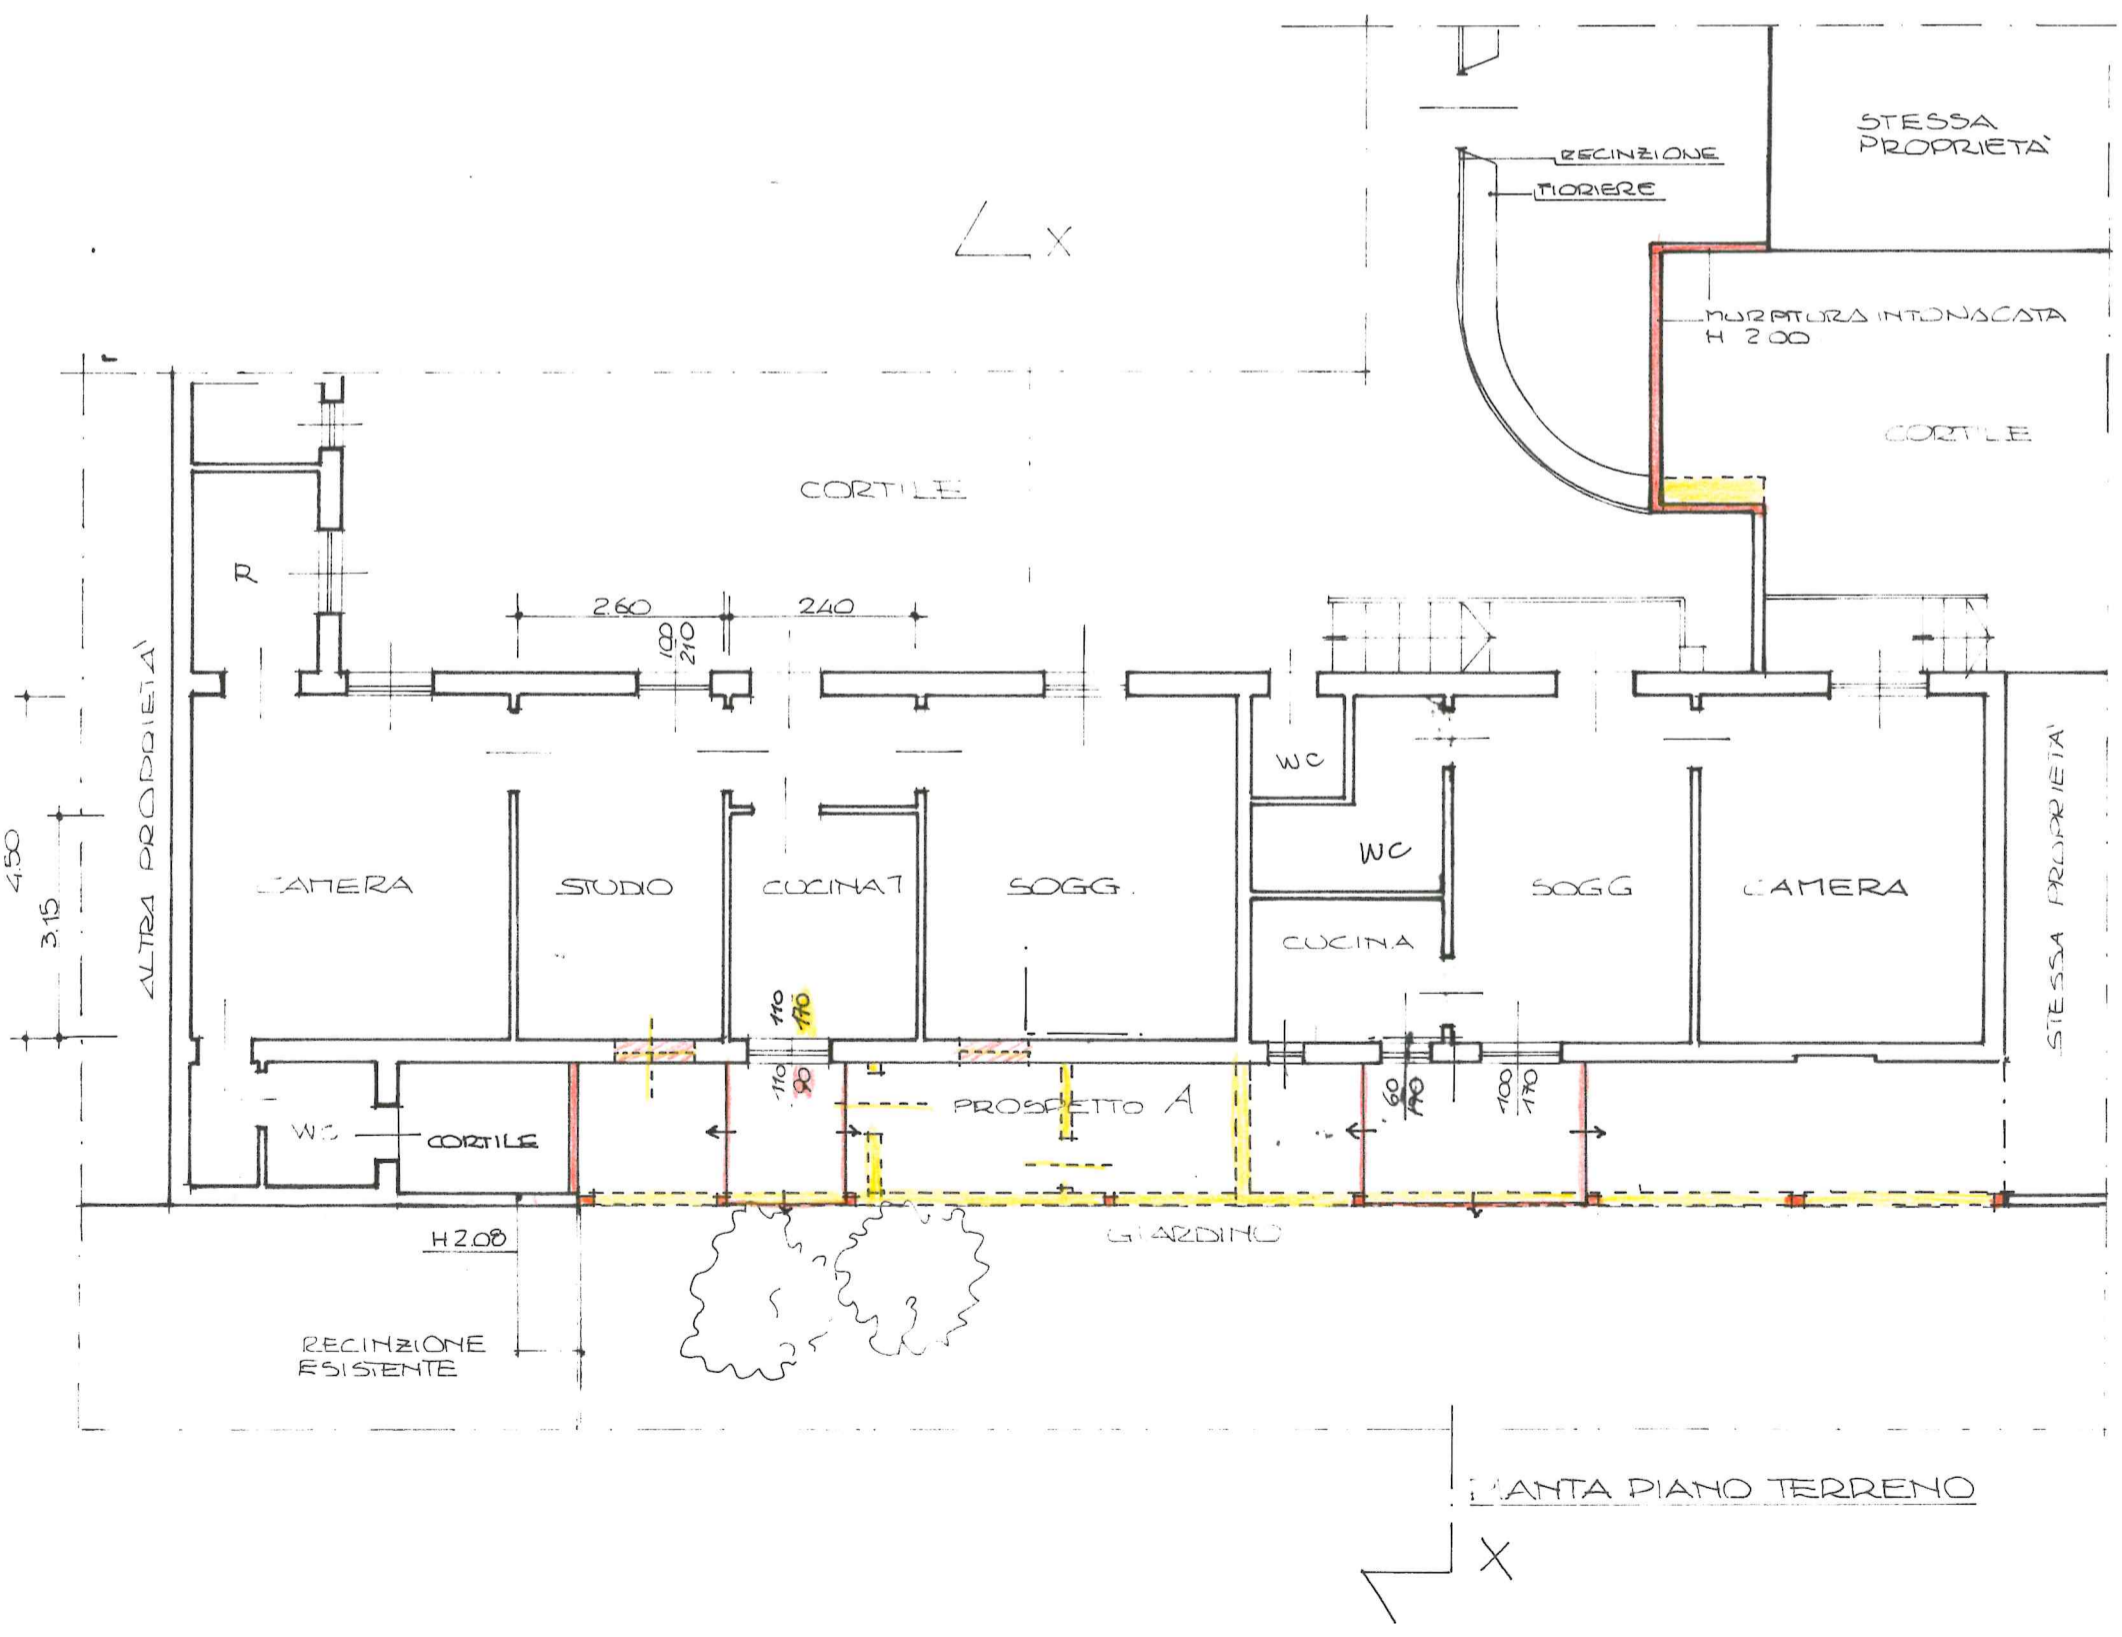 STESSA
PROPRIETÀ
RECINZIONE
FIORIERE
X
MURATURA INTONACATA
H 200
CORTILE
CORTILE
R
2.60
240
100
210
ALTRA PROPRIETÀ
4.50
3.15
WC
WC
CAMERA
STUDIO
CUCINA
SOGG.
SOGG
CAMERA
CUCINA
STESSA PROPRIETÀ
110
170
110
90
60
100
170
PROSPETTO A
WC
CORTILE
H 2.08
GIARDINO
RECINZIONE
ESISTENTE
PIANTA PIANO TERRENO
X